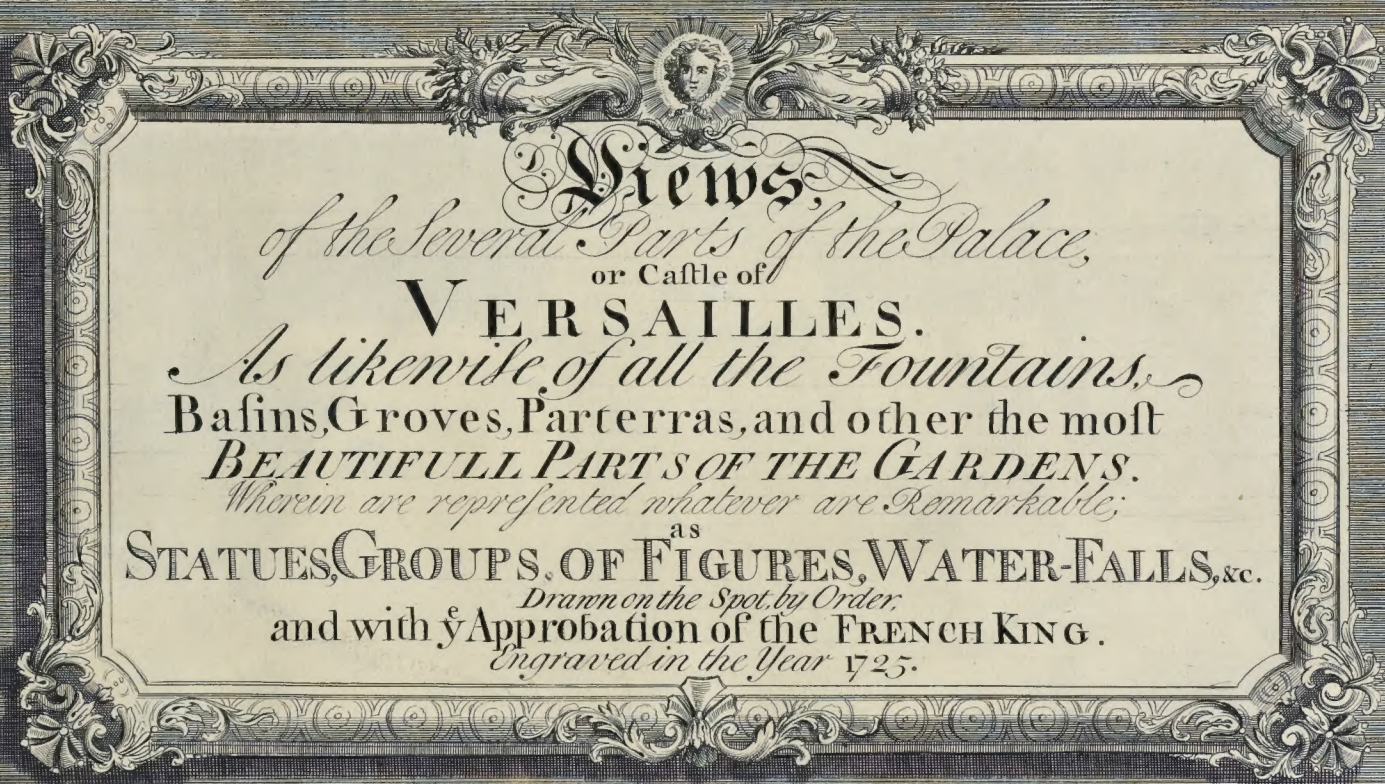 Views,
of the Several Parts of the Palace,
or Caſtle of
VERSAILLES.
As likewiſe of all the Fountains,
Baſins, Groves, Parterras, and other the moſt
BEAUTIFULL PARTS OF THE GARDENS.
Wherein are repreſented whatever are Remarkable;
as
STATUES, GROUPS. OF FIGURES, WATER-FALLS, &c.
Drawn on the Spot. by Order,
and with yͤ Approbation of the FRENCH KING.
Engraved in the Year 1725.